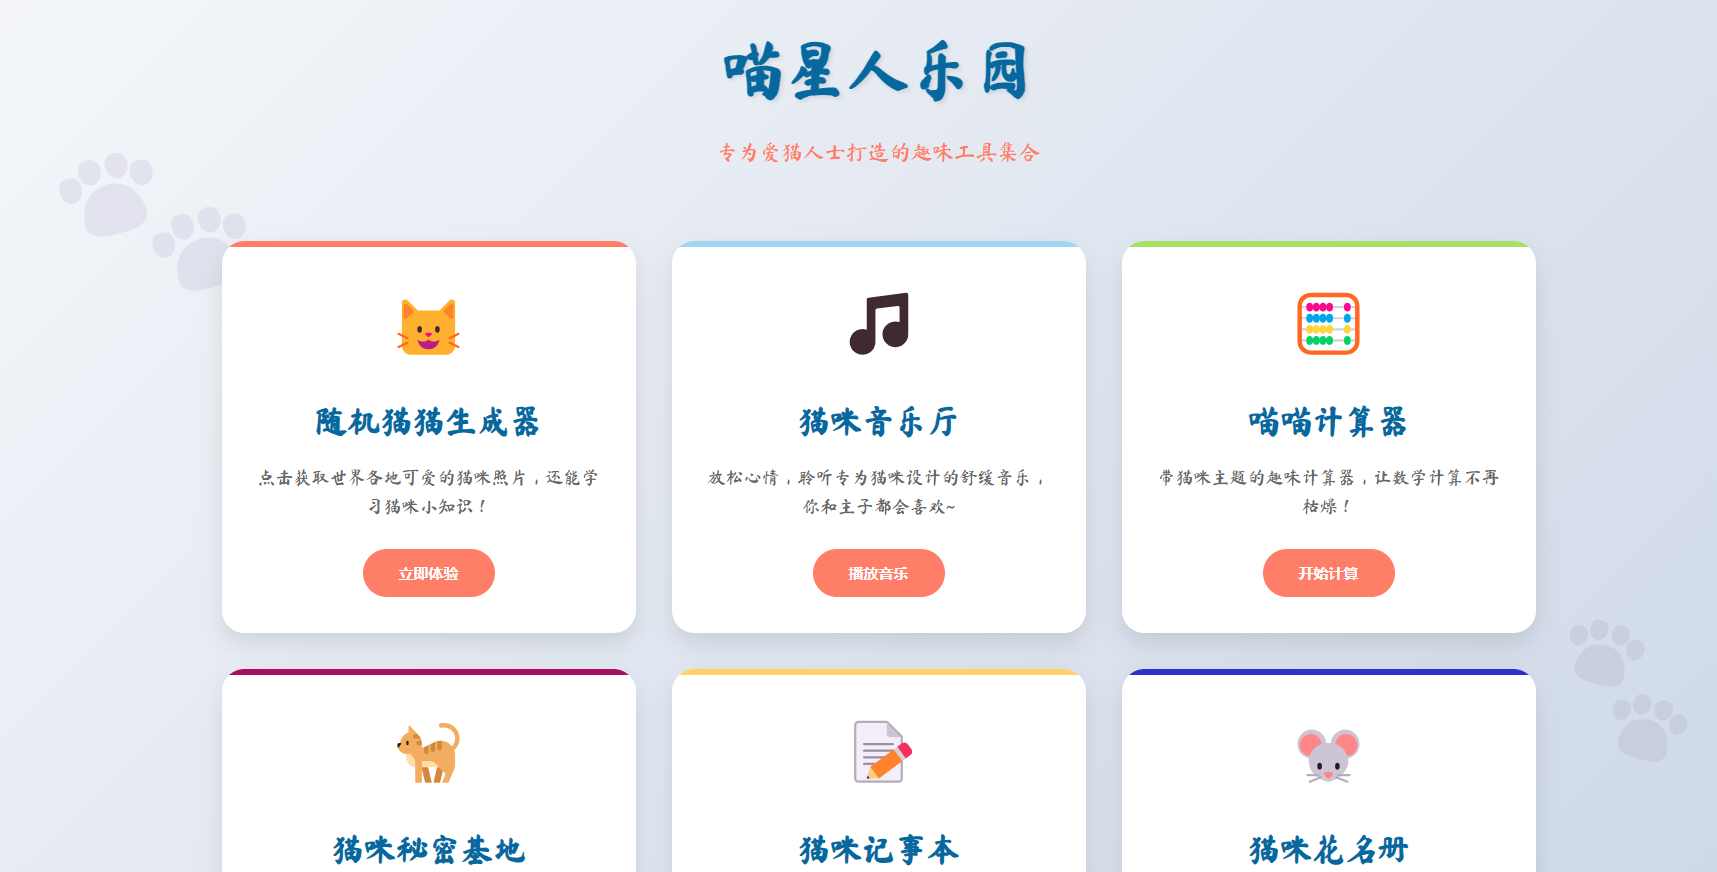 喵星人乐园
专为爱猫人士打造的趣味工具集合
随机猫猫生成器
点击获取世界各地可爱的猫咪照片，还能学
习猫咪小知识！
立即体验
猫咪音乐厅
放松心情，聆听专为猫咪设计的舒缓音乐，
你和主子都会喜欢~
播放音乐
喵喵计算器
带猫咪主题的趣味计算器，让数学计算不再
枯燥！
开始计算
猫咪秘密基地
猫咪记事本
猫咪花名册